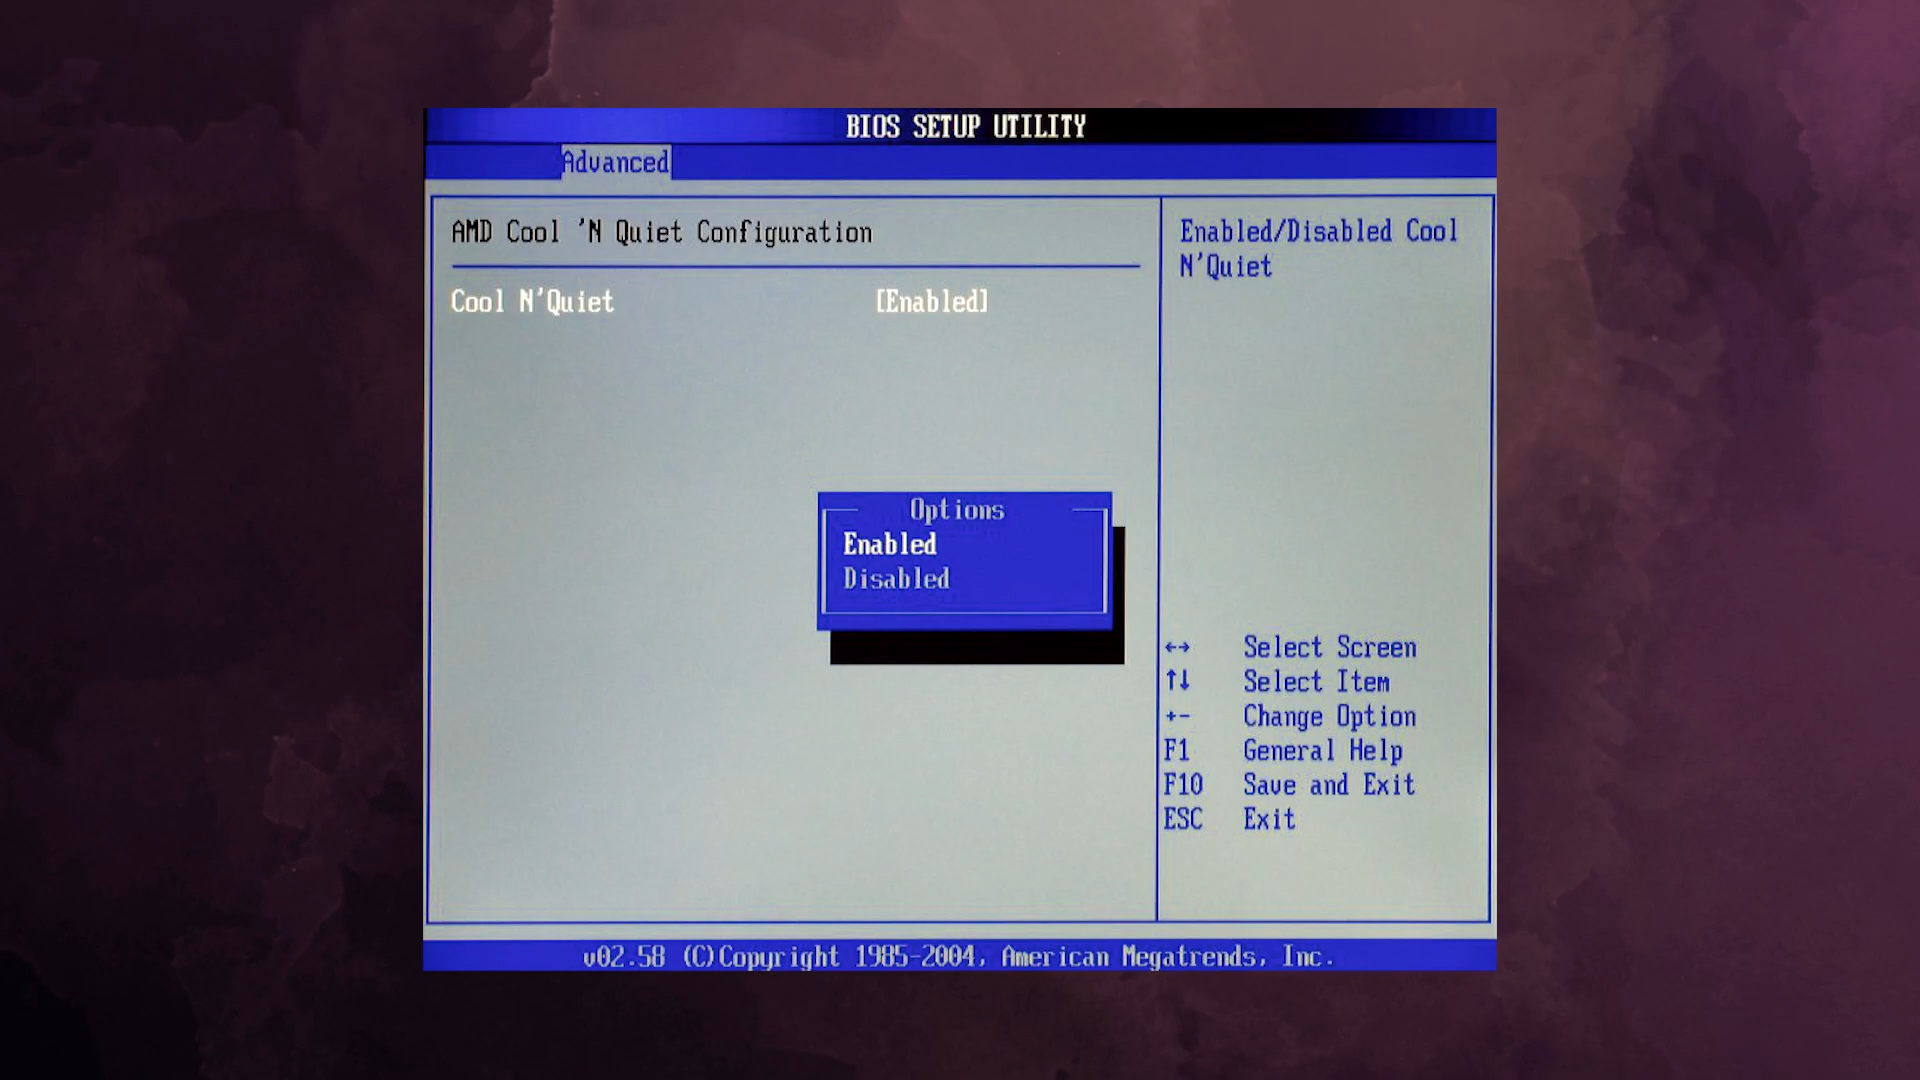 BIOS SETUP UTILITY
Advanced
AMD Cool 'N Quiet Configuration
Cool N'Quiet [Enabled]
Enabled/Disabled Cool
N'Quiet
Options
Enabled
Disabled
←→ Select Screen
↑↓ Select Item
+- Change Option
F1 General Help
F10 Save and Exit
ESC Exit
v02.58 (C)Copyright 1985-2004, American Megatrends, Inc.